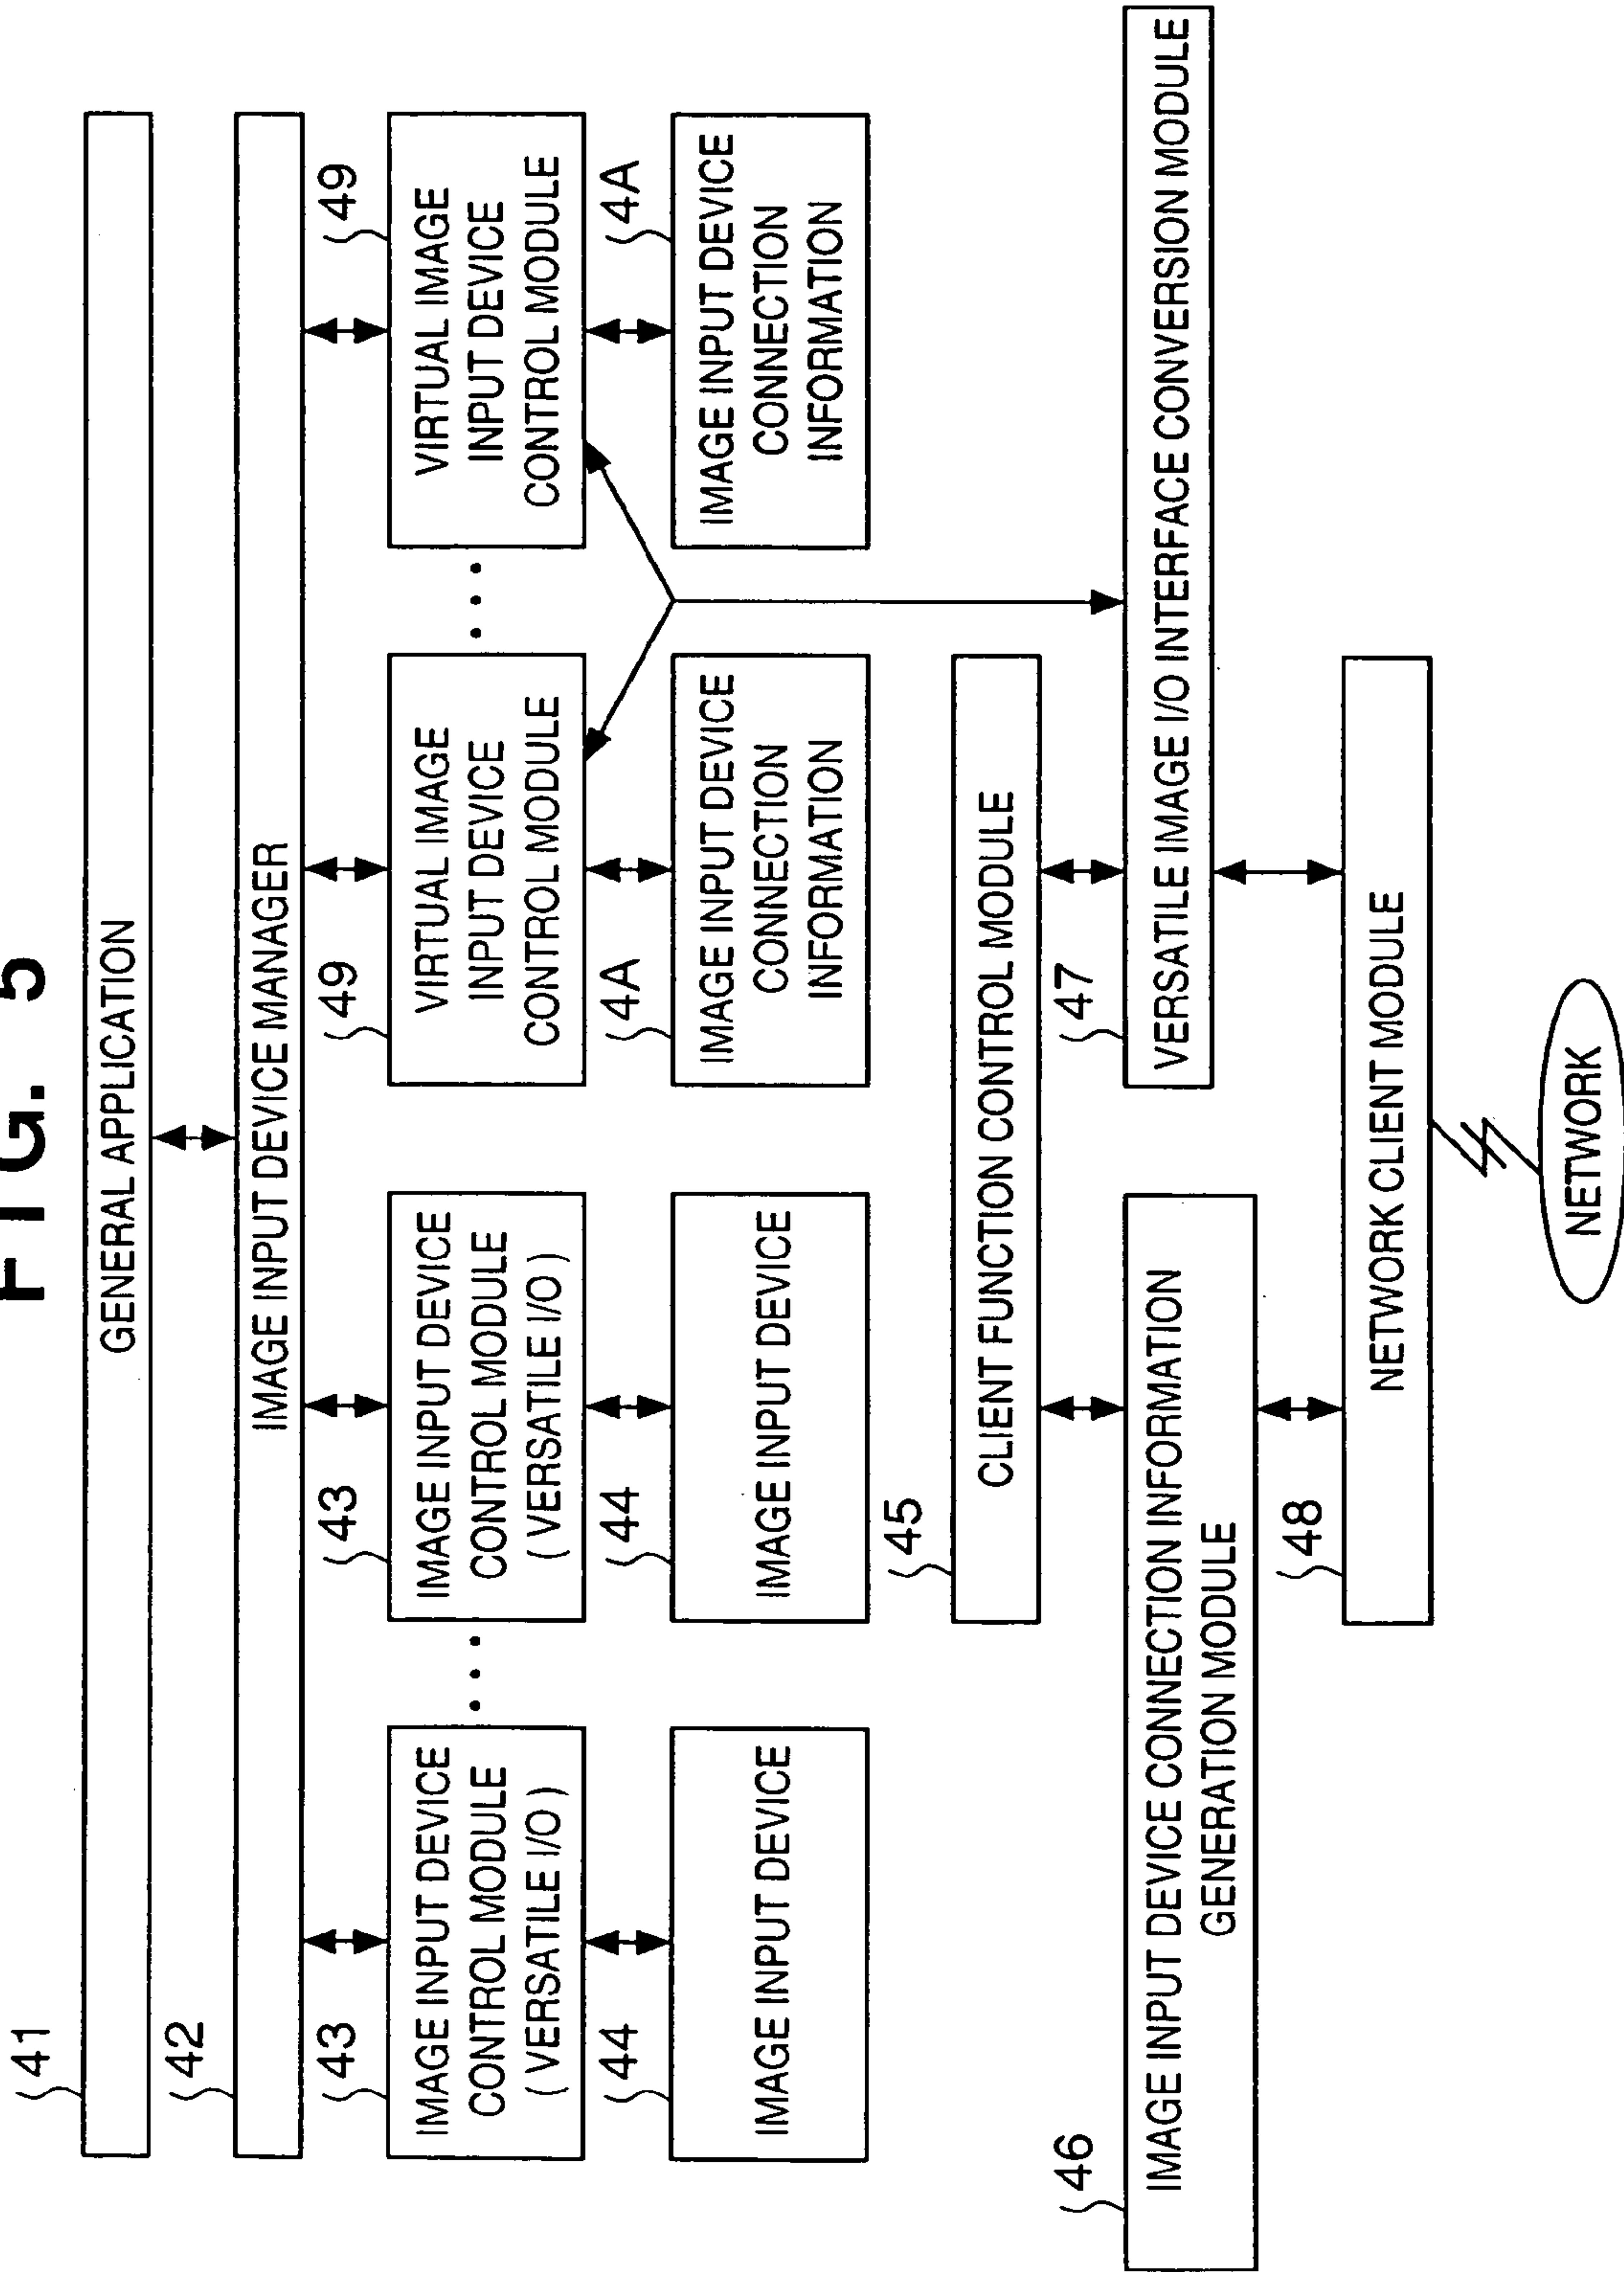 FIG. 5
41
GENERAL APPLICATION
42
IMAGE INPUT DEVICE MANAGER
43
IMAGE INPUT DEVICE
CONTROL MODULE
( VERSATILE I/O )
...
43
IMAGE INPUT DEVICE
CONTROL MODULE
( VERSATILE I/O )
49
VIRTUAL IMAGE
INPUT DEVICE
CONTROL MODULE
...
49
VIRTUAL IMAGE
INPUT DEVICE
CONTROL MODULE
44
IMAGE INPUT DEVICE
44
IMAGE INPUT DEVICE
4A
IMAGE INPUT DEVICE
CONNECTION
INFORMATION
4A
IMAGE INPUT DEVICE
CONNECTION
INFORMATION
45
CLIENT FUNCTION CONTROL MODULE
46
IMAGE INPUT DEVICE CONNECTION INFORMATION
GENERATION MODULE
47
VERSATILE IMAGE I/O INTERFACE CONVERSION MODULE
48
NETWORK CLIENT MODULE
NETWORK